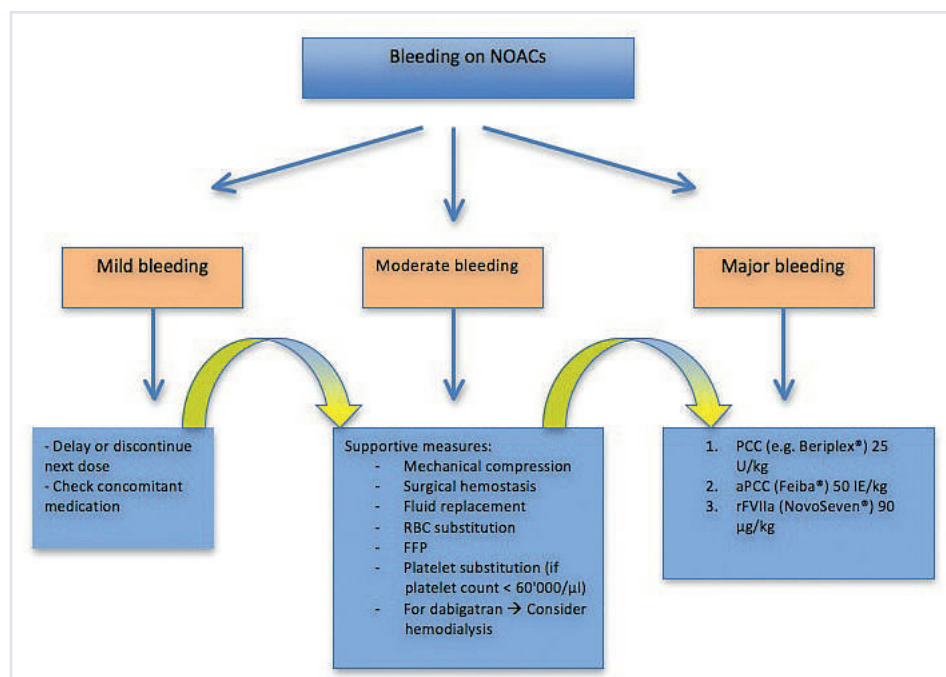 Bleeding on NOACs
Mild bleeding
Moderate bleeding
Major bleeding
- Delay or discontinue
next dose
- Check concomitant
medication
Supportive measures:
- Mechanical compression
- Surgical hemostasis
- Fluid replacement
- RBC substitution
- FFP
- Platelet substitution (if
platelet count < 60'000/µl)
- For dabigatran → Consider
hemodialysis
1. PCC (e.g. Beriplex®) 25
U/kg
2. aPCC (Feiba®) 50 IE/kg
3. rFVIIa (NovoSeven®) 90
µg/kg